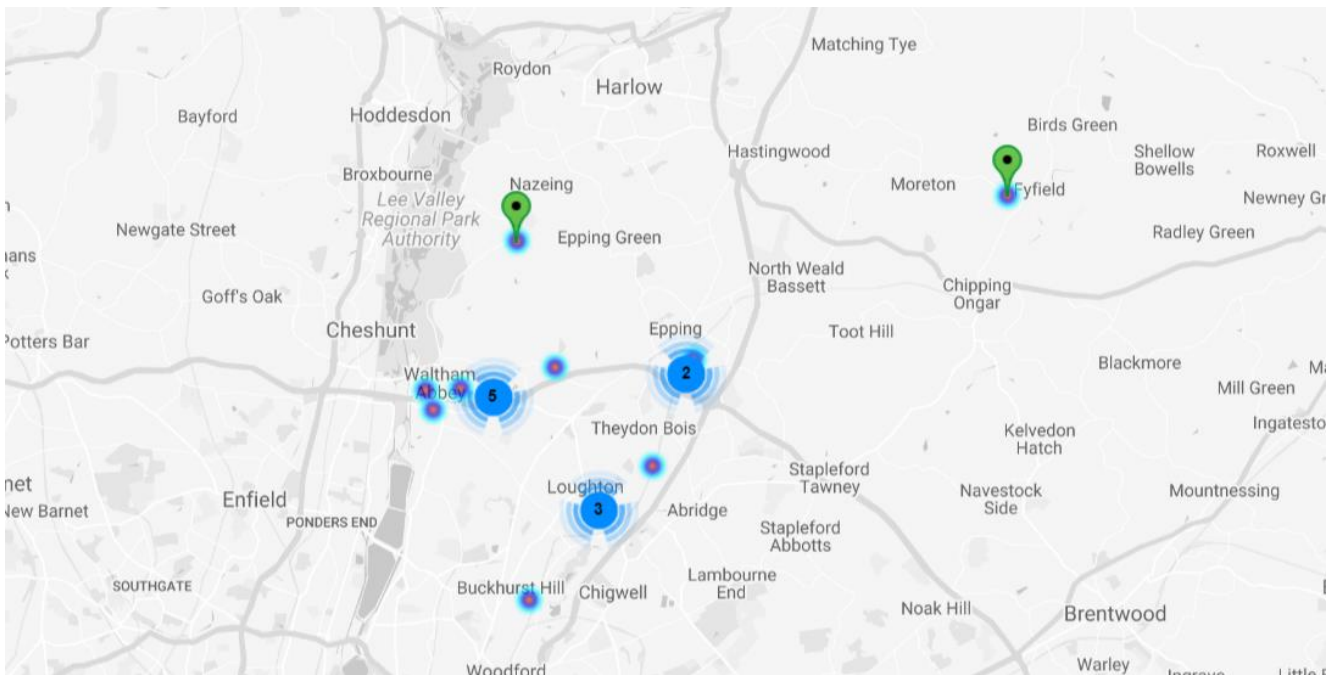 Matching Tye
Roydon
Harlow
Bayford
Hoddesdon
Birds Green
Hastingwood
Shellow
Bowells
Roxwell
Broxbourne
Nazeing
Moreton
Fyfield
Lee Valley
Regional Park
Authority
Newney Gr
Newgate Street
Epping Green
Radley Green
ans
North Weald
Bassett
Goff's Oak
Chipping
Ongar
Cheshunt
Epping
Toot Hill
Potters Bar
Blackmore
Waltham
Abbey
5
2
Mill Green
Theydon Bois
Kelvedon
Hatch
Ingatesto
Stapleford
Tawney
net
Enfield
Loughton
3
Abridge
Navestock
Side
Mountnessing
New Barnet
PONDERS END
Stapleford
Abbotts
SOUTHGATE
Buckhurst Hill
Chigwell
Lambourne
End
Noak Hill
Brentwood
Woodford
Warley